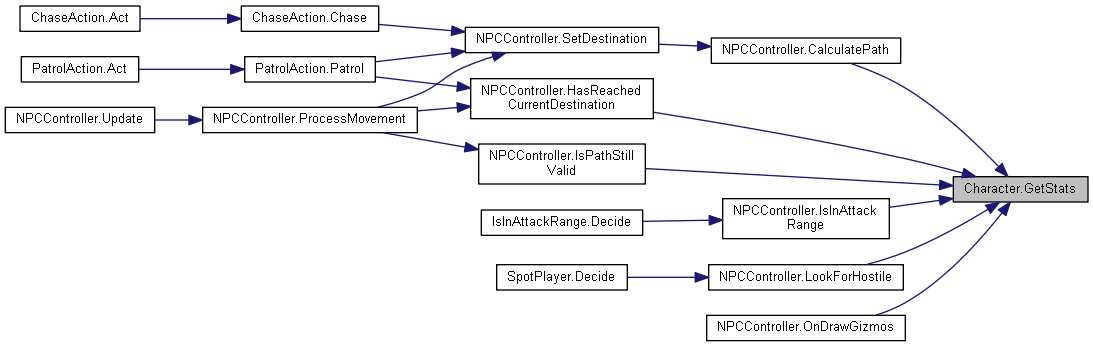 ChaseAction.Act
ChaseAction.Chase
NPCController.SetDestination
NPCController.CalculatePath
PatrolAction.Act
PatrolAction.Patrol
NPCController.HasReached
CurrentDestination
NPCController.Update
NPCController.ProcessMovement
NPCController.IsPathStill
Valid
Character.GetStats
NPCController.IsInAttack
Range
IsInAttackRange.Decide
SpotPlayer.Decide
NPCController.LookForHostile
NPCController.OnDrawGizmos